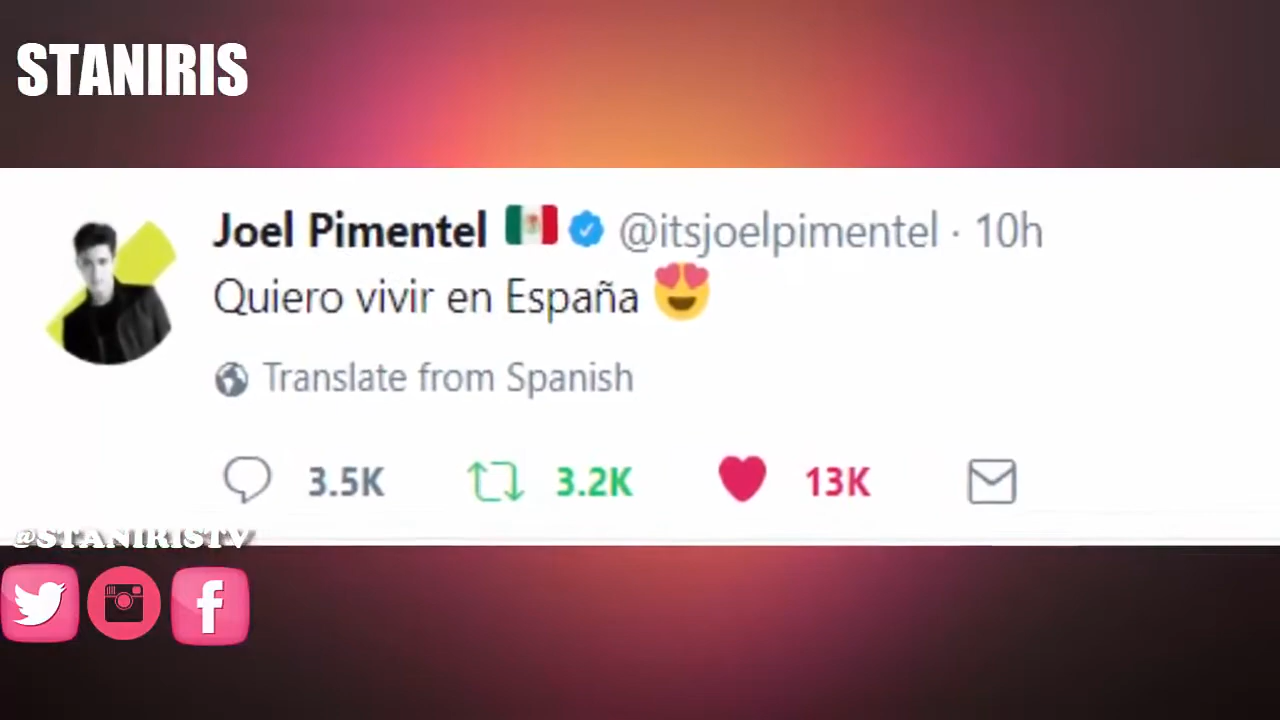 STANIRIS
Joel Pimentel 🇲🇽 @itsjoelpimentel · 10h
Quiero vivir en España 😍
Translate from Spanish
3.5K 3.2K 13K
@STANIRISTV